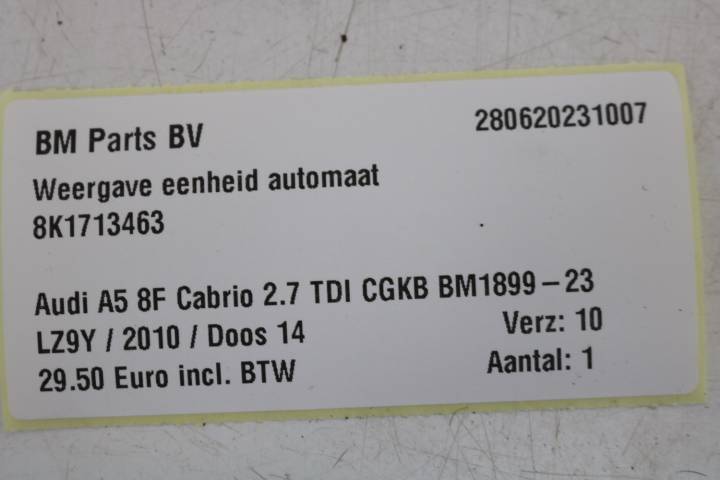 BM Parts BV 280620231007
Weergave eenheid automaat
8K1713463
Audi A5 8F Cabrio 2.7 TDI CGKB BM1899-23
LZ9Y / 2010 / Doos 14 Verz: 10
29.50 Euro incl. BTW Aantal: 1